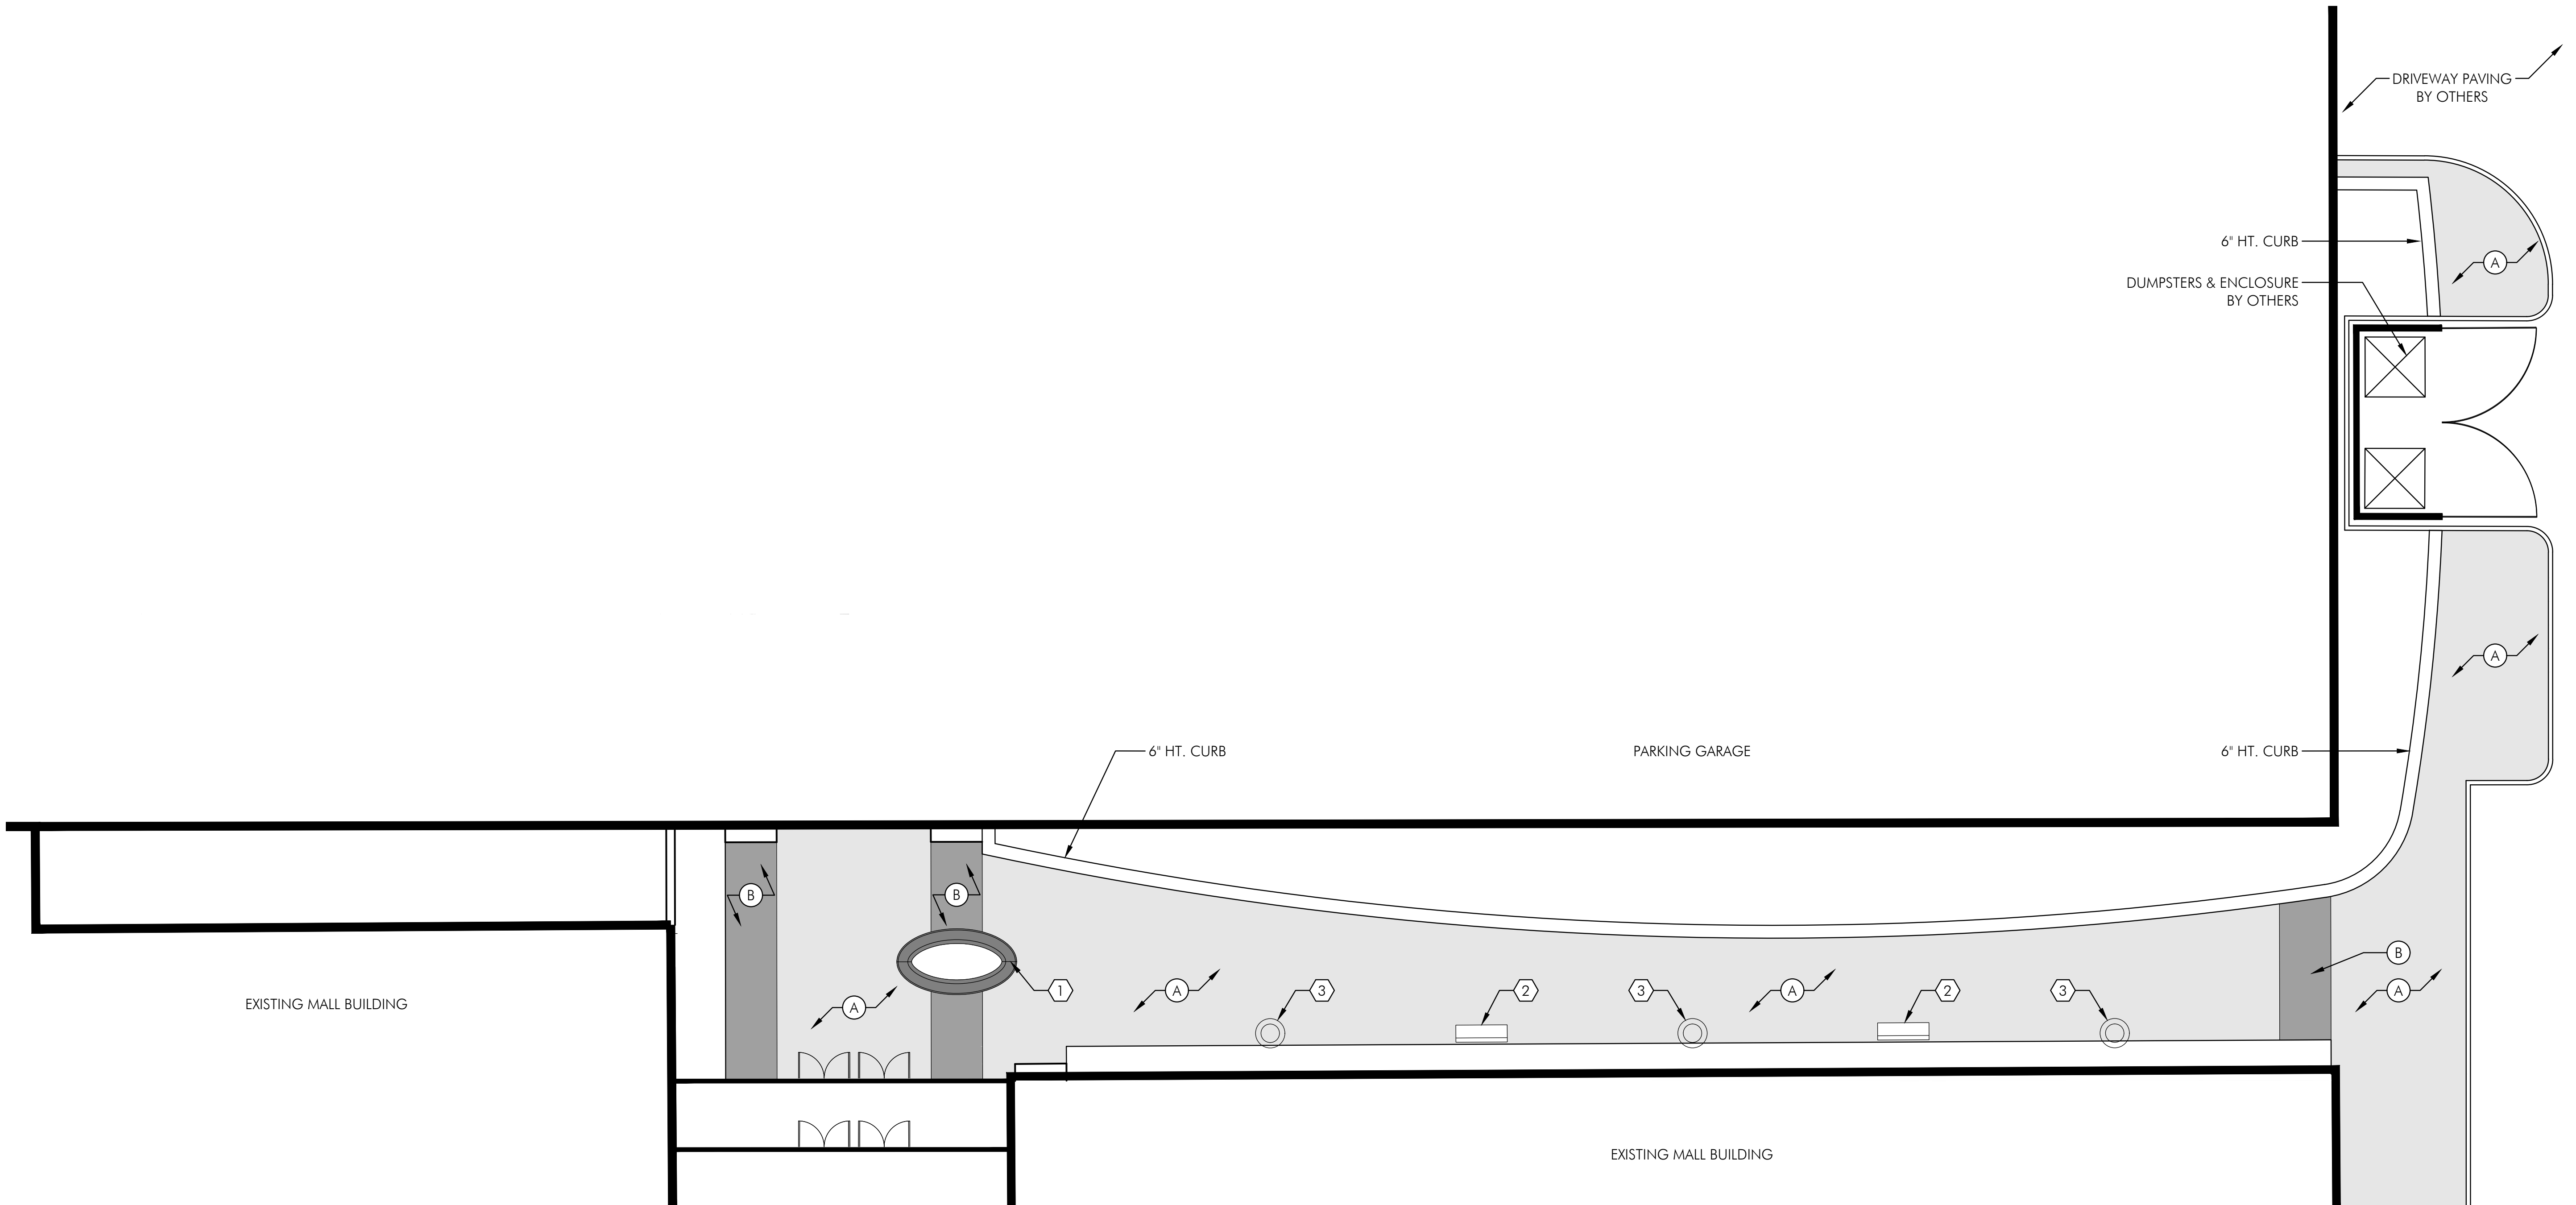 DRIVEWAY PAVING
BY OTHERS
6" HT. CURB
A
DUMPSTERS & ENCLOSURE
BY OTHERS
A
6" HT. CURB
PARKING GARAGE
6" HT. CURB
B
B
B
1
A
3
2
3
A
2
3
A
EXISTING MALL BUILDING
A
EXISTING MALL BUILDING